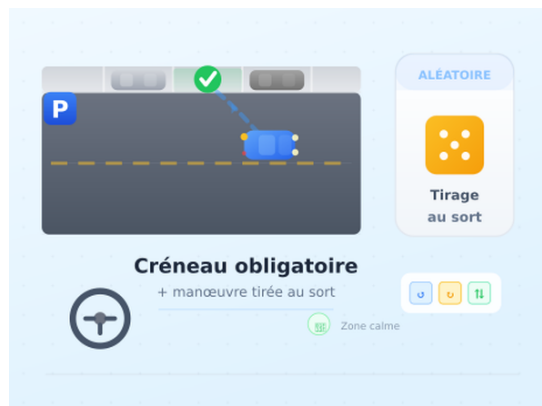 P
ALÉATOIRE
Tirage
au sort
Créneau obligatoire
+ manœuvre tirée au sort
Zone calme